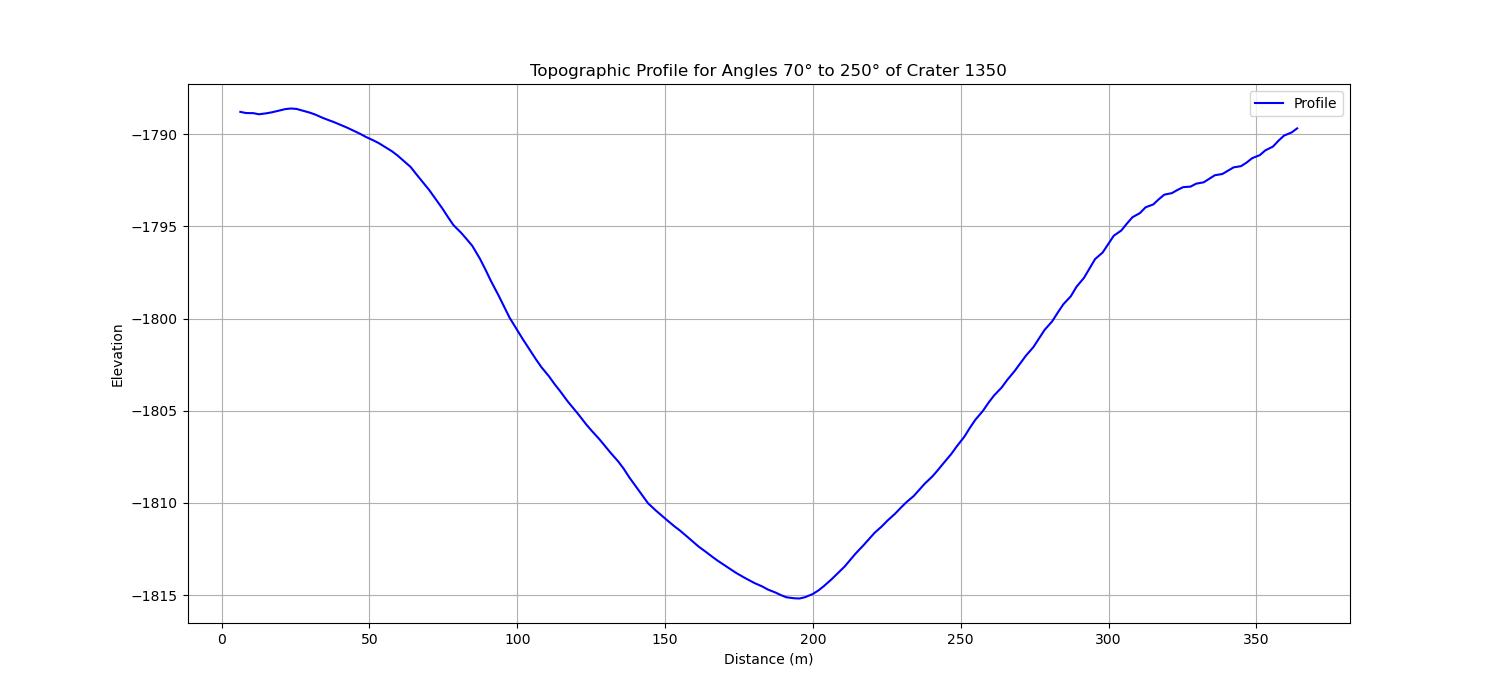 Topographic Profile for Angles 70° to 250° of Crater 1350
Profile
−1790
−1795
−1800
−1805
−1810
−1815
Elevation
0 50 100 150 200 250 300 350
Distance (m)